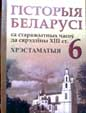 ГІСТОРЫЯ
БЕЛАРУСІ
са старажытных часоў
да сярэдзіны XIII ст.
ХРЭСТАМАТЫЯ
6